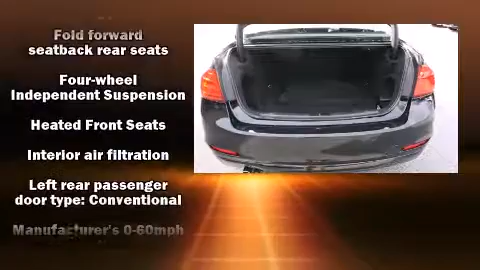 Fold forward
seatback rear seats
Four-wheel
Independent Suspension
Heated Front Seats
Interior air filtration
Left rear passenger
door type: Conventional
Manufacturer's 0-60mph